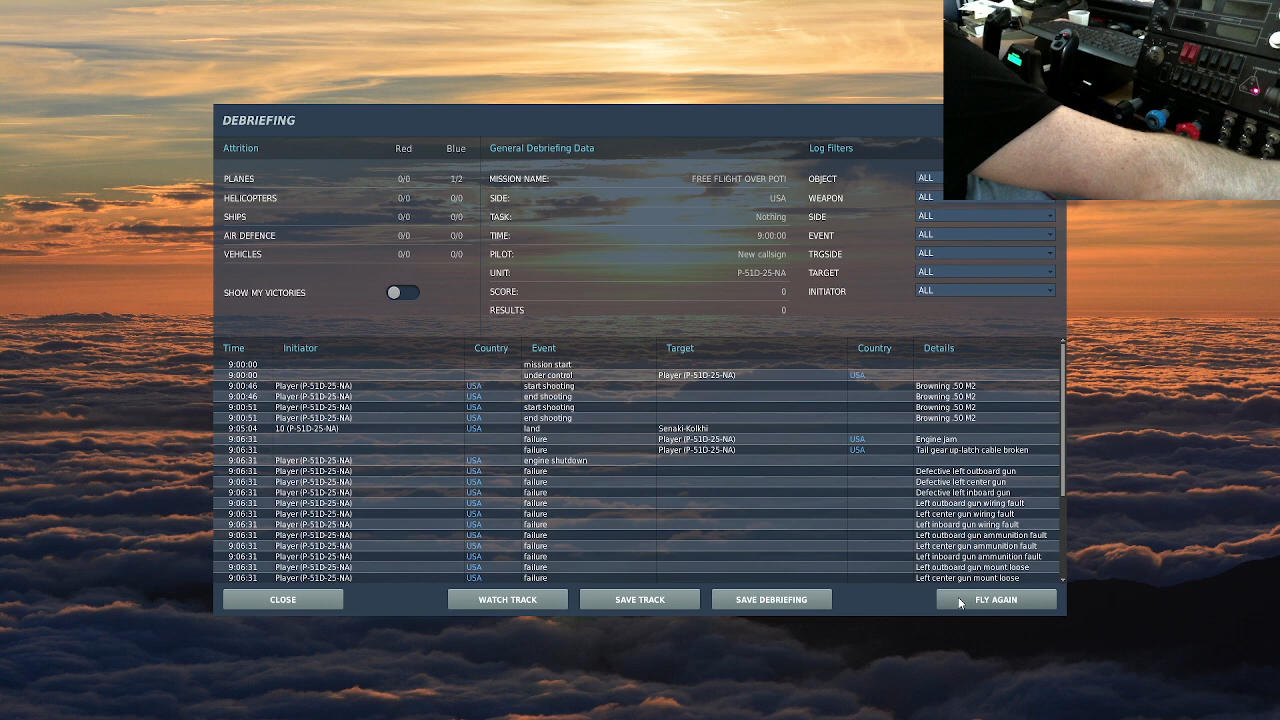 DEBRIEFING
Attrition Red Blue General Debriefing Data Log Filters
PLANES 0/0 1/2 MISSION NAME: FREE FLIGHT OVER POTI OBJECT ALL
HELICOPTERS 0/0 0/0 SIDE: USA WEAPON ALL
SHIPS 0/0 0/0 TASK: Nothing SIDE ALL
AIR DEFENCE 0/0 0/0 TIME: 9:00:00 EVENT ALL
VEHICLES 0/0 0/0 PILOT: New callsign TRGSIDE ALL
UNIT: P-51D-25-NA TARGET ALL
SHOW MY VICTORIES SCORE: 0 INITIATOR ALL
RESULTS 0
Time Initiator Country Event Target Country Details
9:00:00 mission start
9:00:00 under control Player (P-51D-25-NA) USA
9:00:46 Player (P-51D-25-NA) USA start shooting Browning .50 M2
9:00:46 Player (P-51D-25-NA) USA end shooting Browning .50 M2
9:00:51 Player (P-51D-25-NA) USA start shooting Browning .50 M2
9:00:51 Player (P-51D-25-NA) USA end shooting Browning .50 M2
9:05:04 10 (P-51D-25-NA) USA land Senaki-Kolkhi
9:06:31 failure Player (P-51D-25-NA) USA Engine jam
9:06:31 failure Player (P-51D-25-NA) USA Tail gear up-latch cable broken
9:06:31 Player (P-51D-25-NA) USA engine shutdown
9:06:31 Player (P-51D-25-NA) USA failure Defective left outboard gun
9:06:31 Player (P-51D-25-NA) USA failure Defective left center gun
9:06:31 Player (P-51D-25-NA) USA failure Defective left inboard gun
9:06:31 Player (P-51D-25-NA) USA failure Left outboard gun wiring fault
9:06:31 Player (P-51D-25-NA) USA failure Left center gun wiring fault
9:06:31 Player (P-51D-25-NA) USA failure Left inboard gun wiring fault
9:06:31 Player (P-51D-25-NA) USA failure Left outboard gun ammunition fault
9:06:31 Player (P-51D-25-NA) USA failure Left center gun ammunition fault
9:06:31 Player (P-51D-25-NA) USA failure Left inboard gun ammunition fault
9:06:31 Player (P-51D-25-NA) USA failure Left outboard gun mount loose
9:06:31 Player (P-51D-25-NA) USA failure Left center gun mount loose
CLOSE WATCH TRACK SAVE TRACK SAVE DEBRIEFING FLY AGAIN